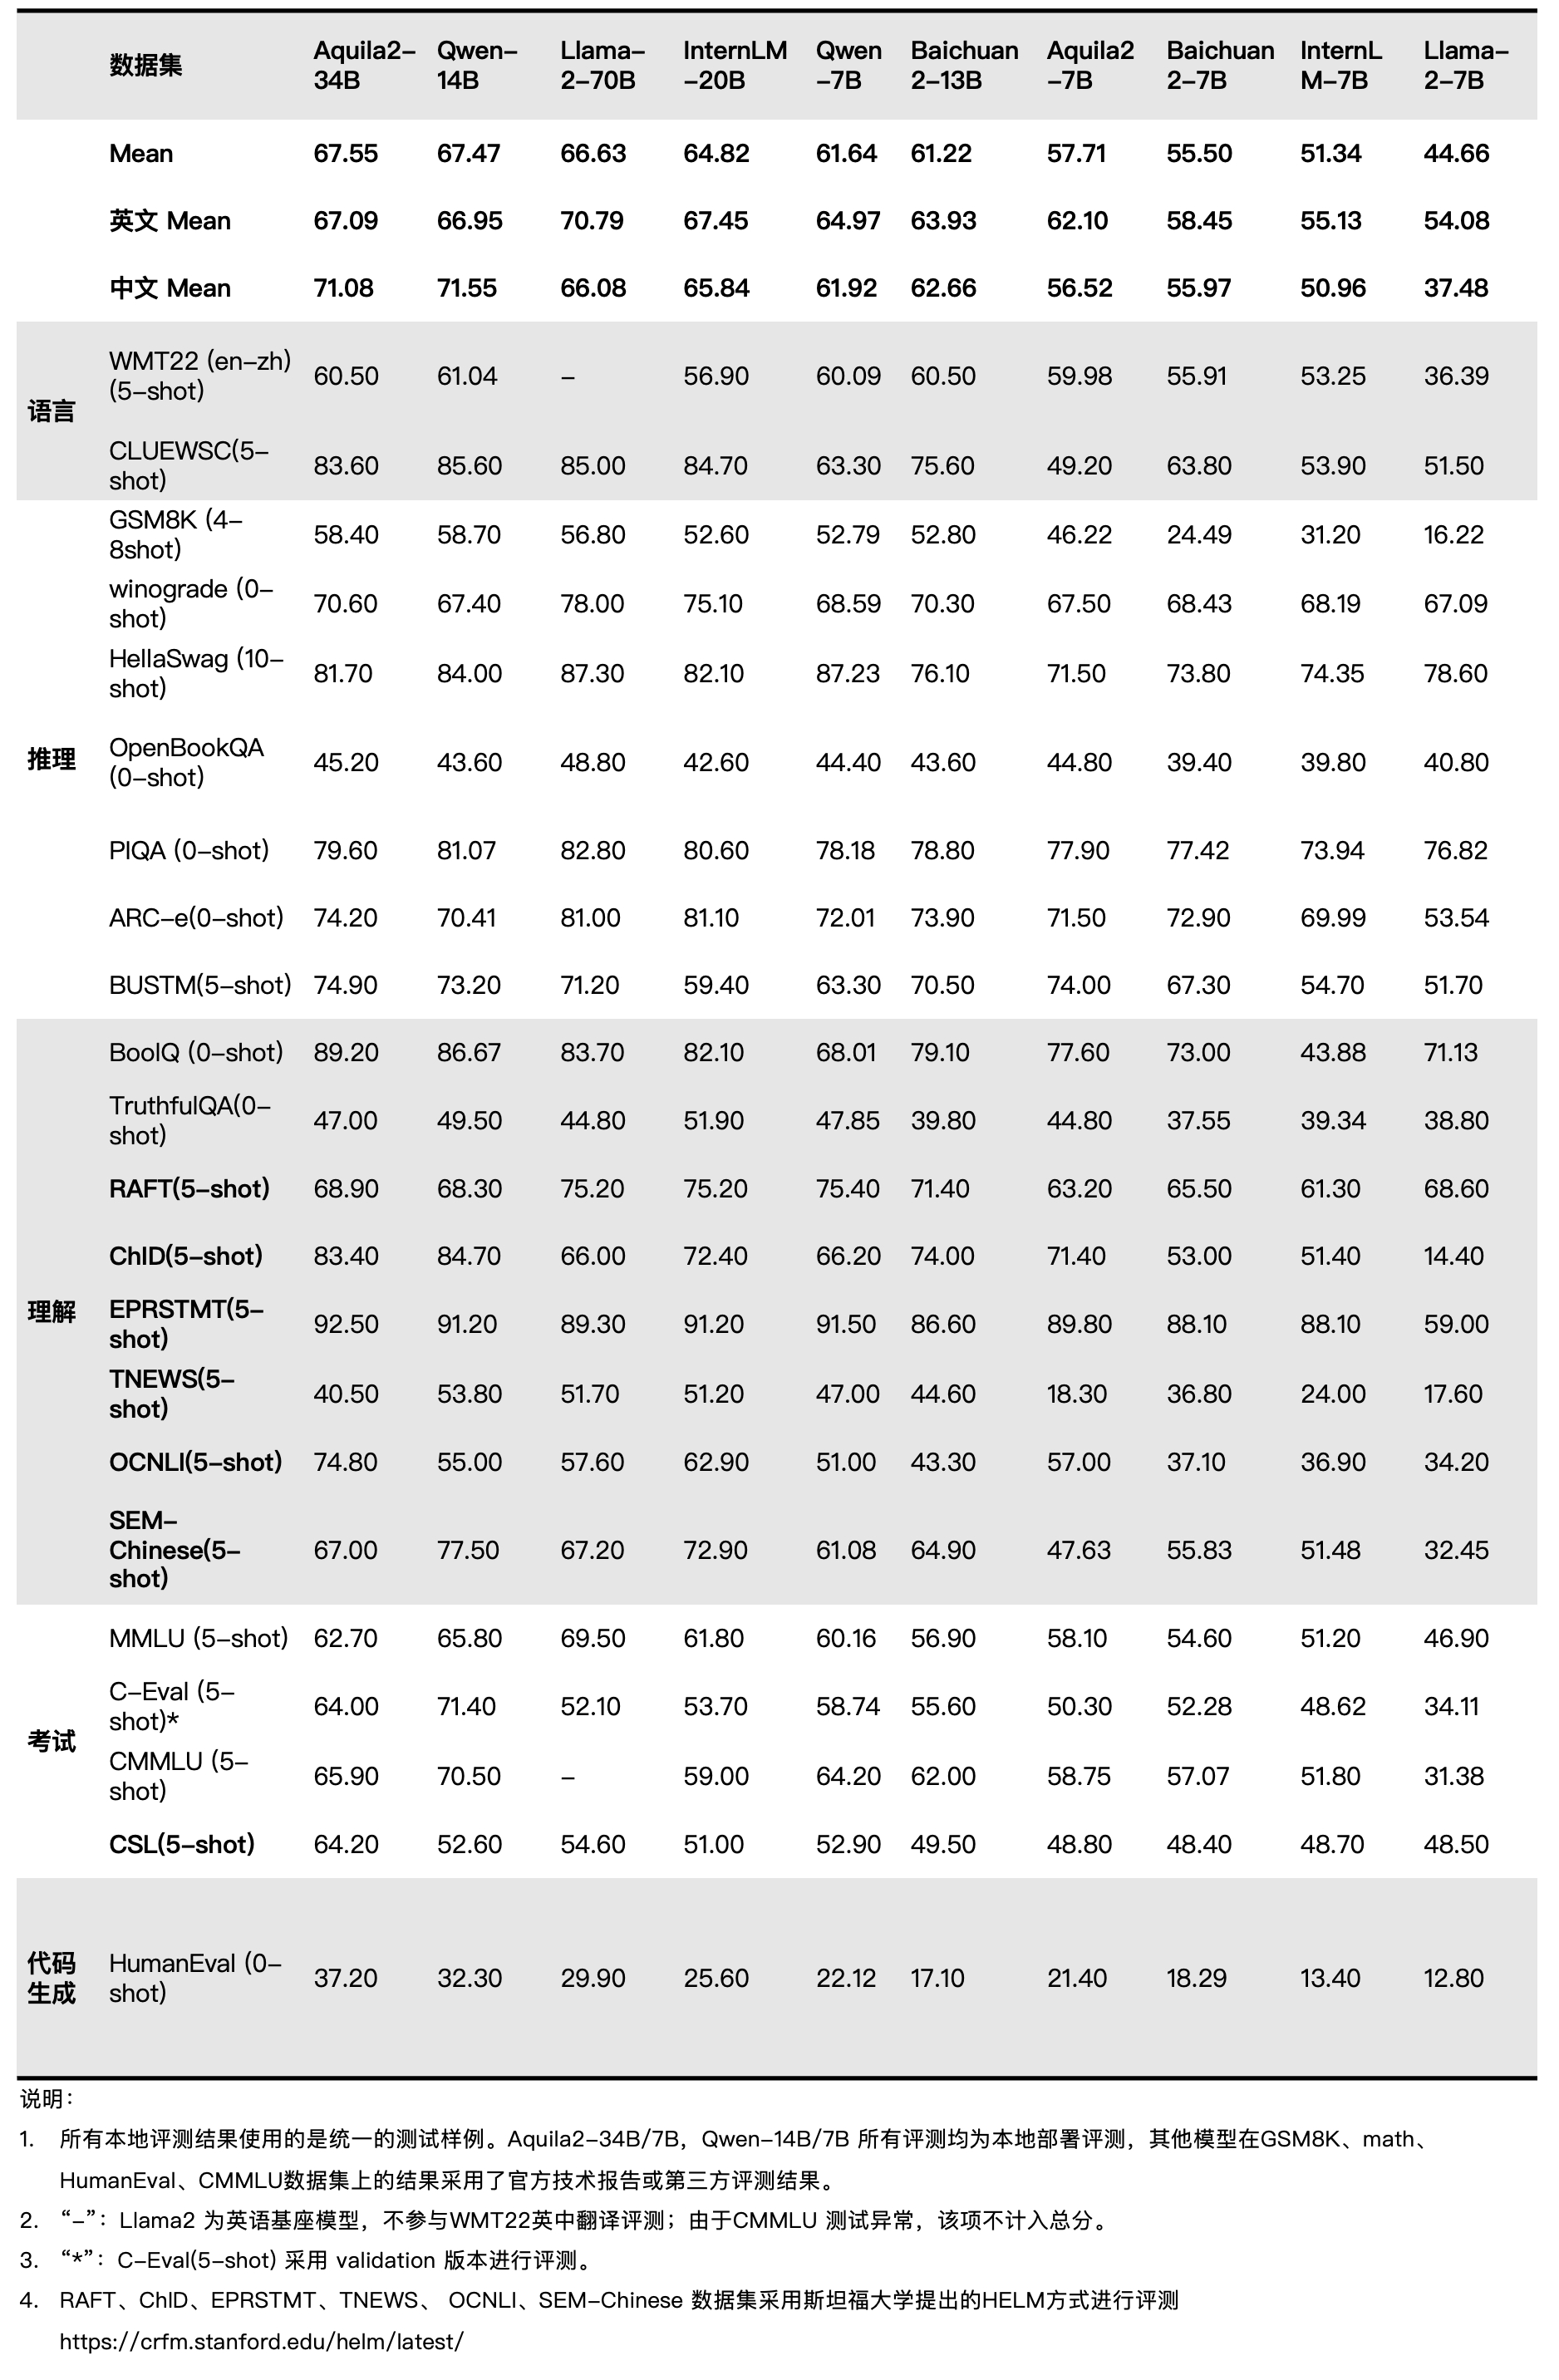 数据集 Aquila2–34B Qwen–14B Llama–2–70B InternLM–20B Qwen–7B Baichuan2–13B Aquila2–7B Baichuan2–7B InternLM–7B Llama–2–7B
Mean 67.55 67.47 66.63 64.82 61.64 61.22 57.71 55.50 51.34 44.66
英文 Mean 67.09 66.95 70.79 67.45 64.97 63.93 62.10 58.45 55.13 54.08
中文 Mean 71.08 71.55 66.08 65.84 61.92 62.66 56.52 55.97 50.96 37.48
语言
WMT22 (en–zh) (5–shot) 60.50 61.04 – 56.90 60.09 60.50 59.98 55.91 53.25 36.39
CLUEWSC(5–shot) 83.60 85.60 85.00 84.70 63.30 75.60 49.20 63.80 53.90 51.50
推理
GSM8K (4–8shot) 58.40 58.70 56.80 52.60 52.79 52.80 46.22 24.49 31.20 16.22
winograde (0–shot) 70.60 67.40 78.00 75.10 68.59 70.30 67.50 68.43 68.19 67.09
HellaSwag (10–shot) 81.70 84.00 87.30 82.10 87.23 76.10 71.50 73.80 74.35 78.60
OpenBookQA (0–shot) 45.20 43.60 48.80 42.60 44.40 43.60 44.80 39.40 39.80 40.80
PIQA (0–shot) 79.60 81.07 82.80 80.60 78.18 78.80 77.90 77.42 73.94 76.82
ARC–e(0–shot) 74.20 70.41 81.00 81.10 72.01 73.90 71.50 72.90 69.99 53.54
BUSTM(5–shot) 74.90 73.20 71.20 59.40 63.30 70.50 74.00 67.30 54.70 51.70
理解
BoolQ (0–shot) 89.20 86.67 83.70 82.10 68.01 79.10 77.60 73.00 43.88 71.13
TruthfulQA(0–shot) 47.00 49.50 44.80 51.90 47.85 39.80 44.80 37.55 39.34 38.80
RAFT(5–shot) 68.90 68.30 75.20 75.20 75.40 71.40 63.20 65.50 61.30 68.60
ChID(5–shot) 83.40 84.70 66.00 72.40 66.20 74.00 71.40 53.00 51.40 14.40
EPRSTMT(5–shot) 92.50 91.20 89.30 91.20 91.50 86.60 89.80 88.10 88.10 59.00
TNEWS(5–shot) 40.50 53.80 51.70 51.20 47.00 44.60 18.30 36.80 24.00 17.60
OCNLI(5–shot) 74.80 55.00 57.60 62.90 51.00 43.30 57.00 37.10 36.90 34.20
SEM–Chinese(5–shot) 67.00 77.50 67.20 72.90 61.08 64.90 47.63 55.83 51.48 32.45
考试
MMLU (5–shot) 62.70 65.80 69.50 61.80 60.16 56.90 58.10 54.60 51.20 46.90
C–Eval (5–shot)* 64.00 71.40 52.10 53.70 58.74 55.60 50.30 52.28 48.62 34.11
CMMLU (5–shot) 65.90 70.50 – 59.00 64.20 62.00 58.75 57.07 51.80 31.38
CSL(5–shot) 64.20 52.60 54.60 51.00 52.90 49.50 48.80 48.40 48.70 48.50
代码生成
HumanEval (0–shot) 37.20 32.30 29.90 25.60 22.12 17.10 21.40 18.29 13.40 12.80
说明：
1. 所有本地评测结果使用的是统一的测试样例。Aquila2–34B/7B，Qwen–14B/7B 所有评测均为本地部署评测，其他模型在GSM8K、math、
HumanEval、CMMLU数据集上的结果采用了官方技术报告或第三方评测结果。
2. “–”：Llama2 为英语基座模型，不参与WMT22英中翻译评测；由于CMMLU 测试异常，该项不计入总分。
3. “*”：C–Eval(5–shot) 采用 validation 版本进行评测。
4. RAFT、ChID、EPRSTMT、TNEWS、 OCNLI、SEM–Chinese 数据集采用斯坦福大学提出的HELM方式进行评测
https://crfm.stanford.edu/helm/latest/